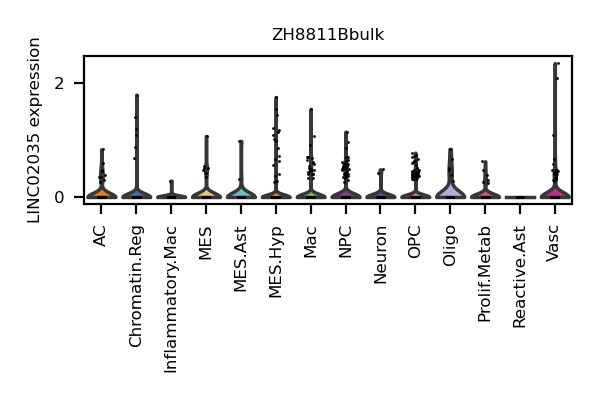 ZH8811Bbulk
LINC02035 expression
2
0
AC
Chromatin.Reg
Inflammatory.Mac
MES
MES.Ast
MES.Hyp
Mac
NPC
Neuron
OPC
Oligo
Prolif.Metab
Reactive.Ast
Vasc